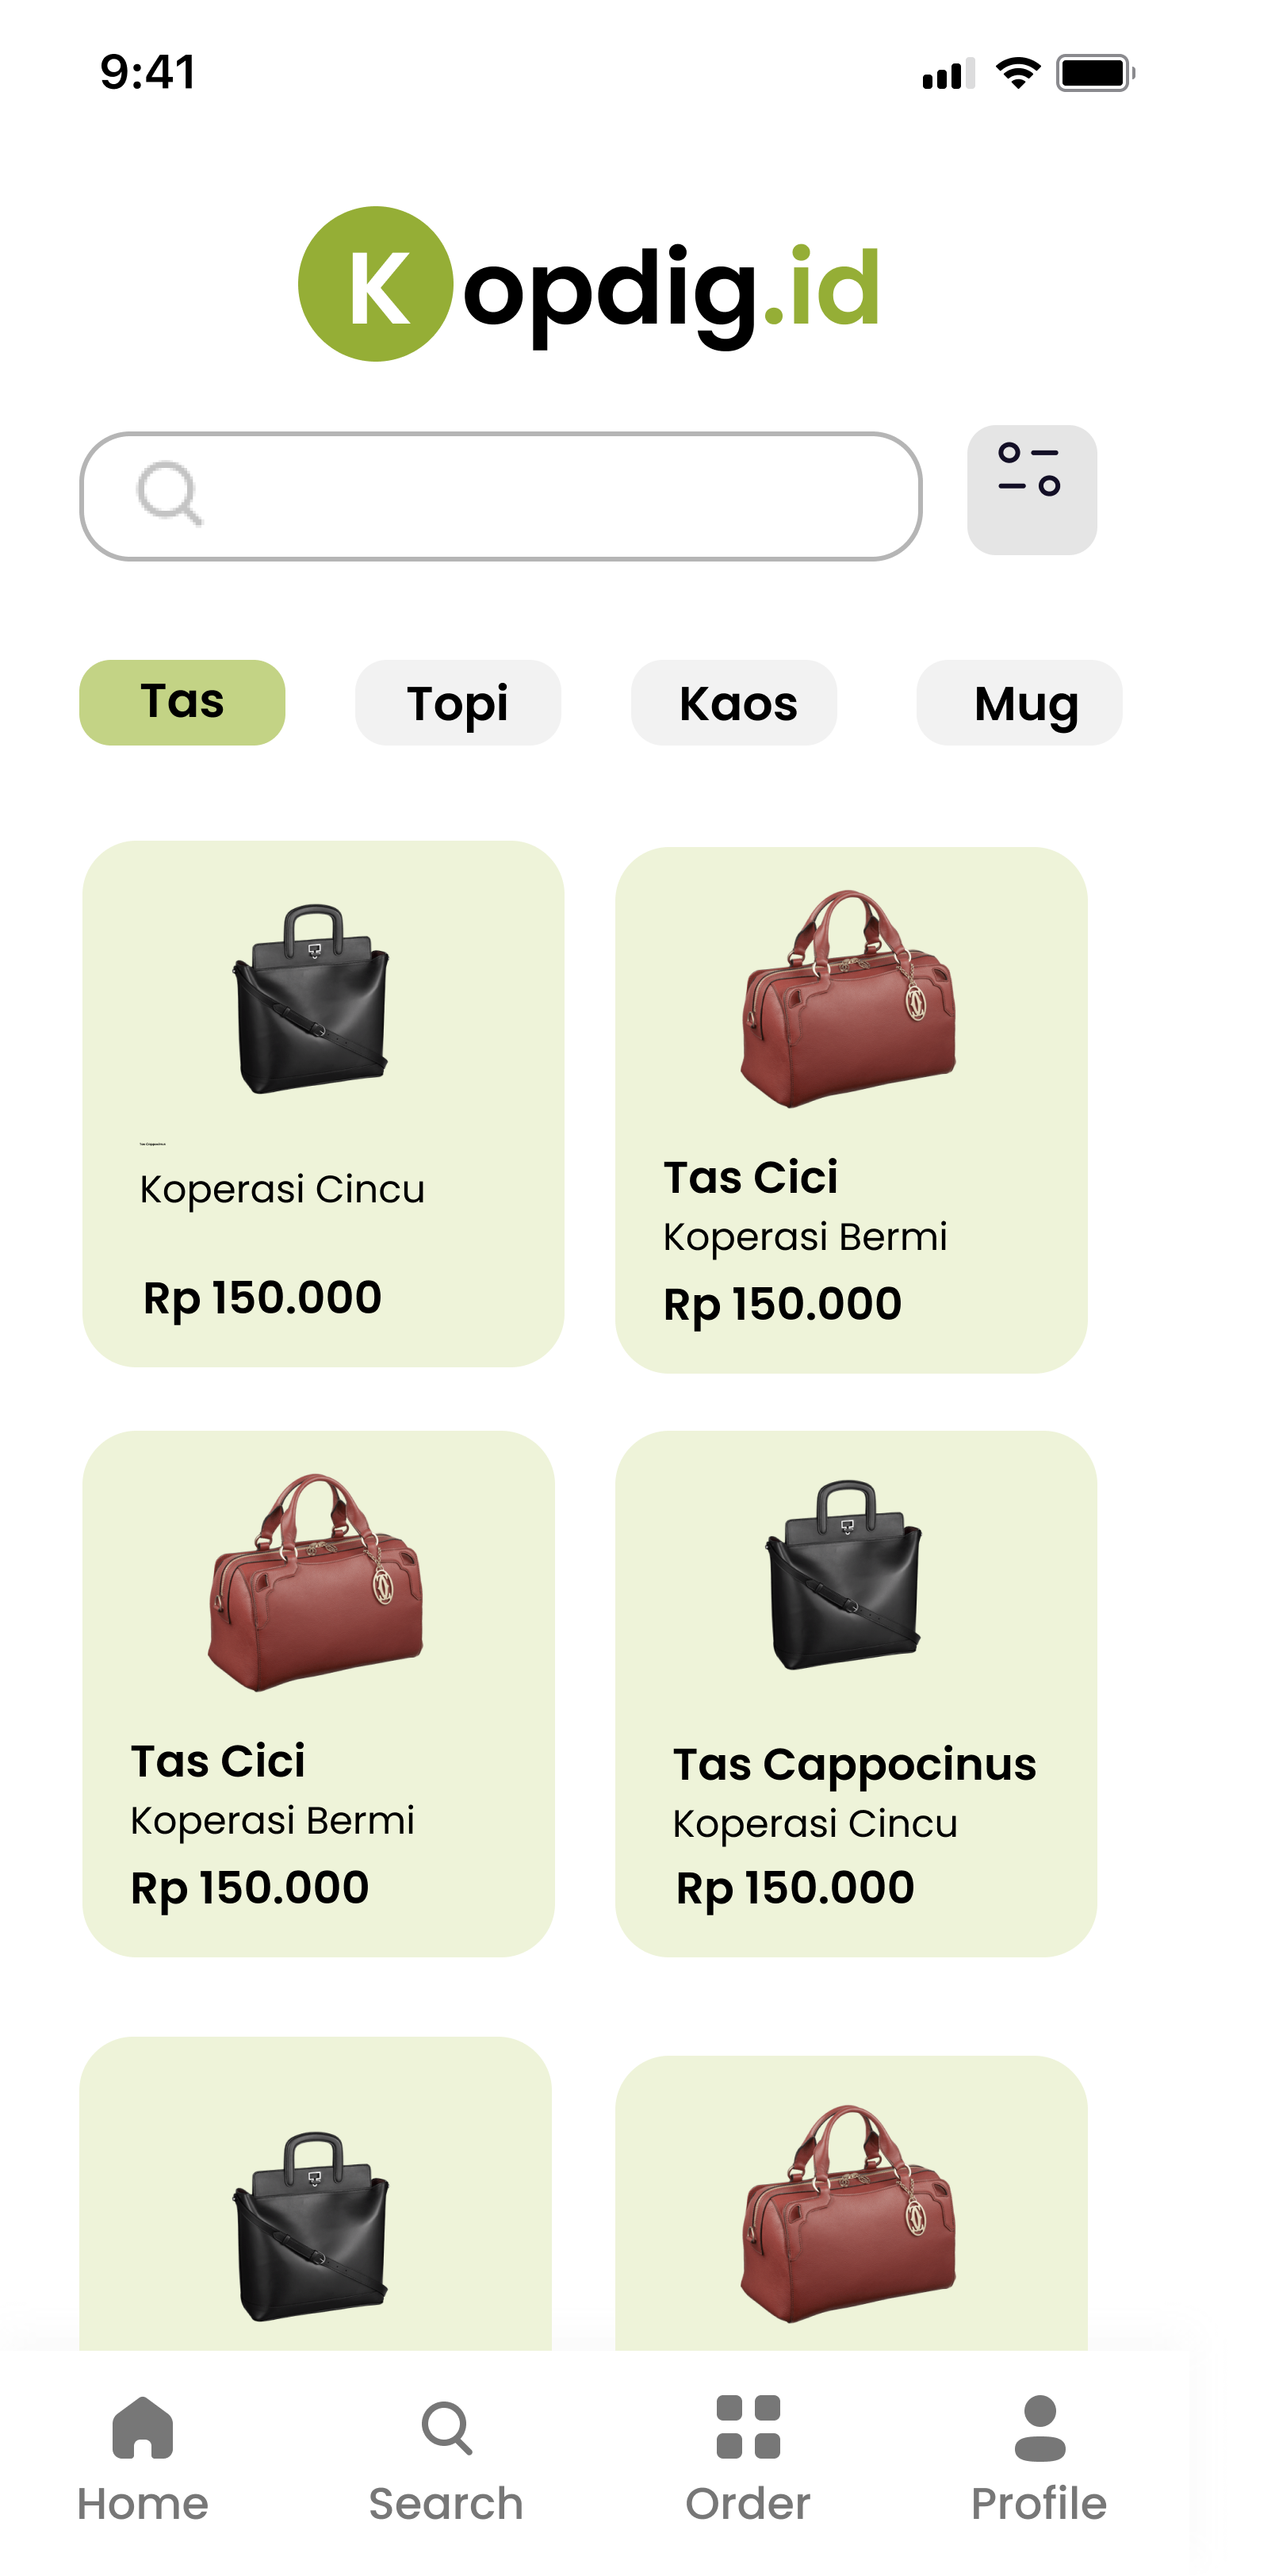 9:41
Kopdig.id
Tas
Topi
Kaos
Mug
Tas Cappocinus
Koperasi Cincu
Rp 150.000
Tas Cici
Koperasi Bermi
Rp 150.000
Tas Cici
Koperasi Bermi
Rp 150.000
Tas Cappocinus
Koperasi Cincu
Rp 150.000
Home
Search
Order
Profile